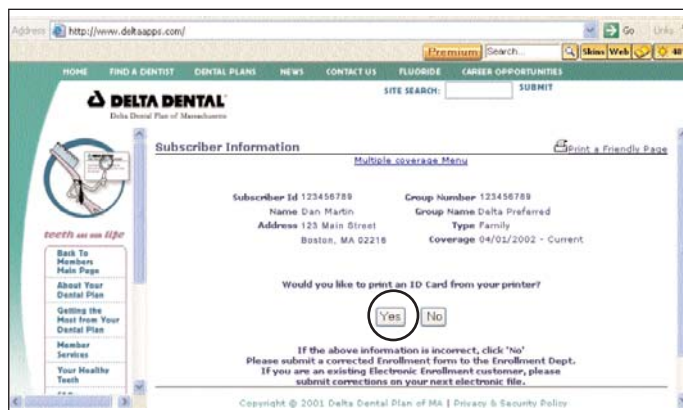 Address http://www.deltaapps.com/ Go Links
Premium Search... Skins Web 48
HOME FIND A DENTIST DENTAL PLANS NEWS CONTACT US FLUORIDE CAREER OPPORTUNITIES
SITE SEARCH: SUBMIT
DELTA DENTAL
Delta Dental Plan of Massachusetts
Subscriber Information
Print a Friendly Page
Multiple coverage Menu
Subscriber Id 123456789 Group Number 123456789
Name Dan Martin Group Name Delta Preferred
Address 123 Main Street Type Family
Boston, MA 02216 Coverage 04/01/2002 - Current
teeth are on life
Back To
Members
Main Page
About Your
Dental Plan
Getting the
Most from Your
Dental Plan
Member
Services
Your Healthy
Teeth
Would you like to print an ID Card from your printer?
Yes No
If the above information is incorrect, click 'No'
Please submit a corrected Enrollment form to the Enrollment Dept.
If you are an existing Electronic Enrollment customer, please
submit corrections on your next electronic file.
Copyright © 2001 Delta Dental Plan of MA | Privacy & Security Policy